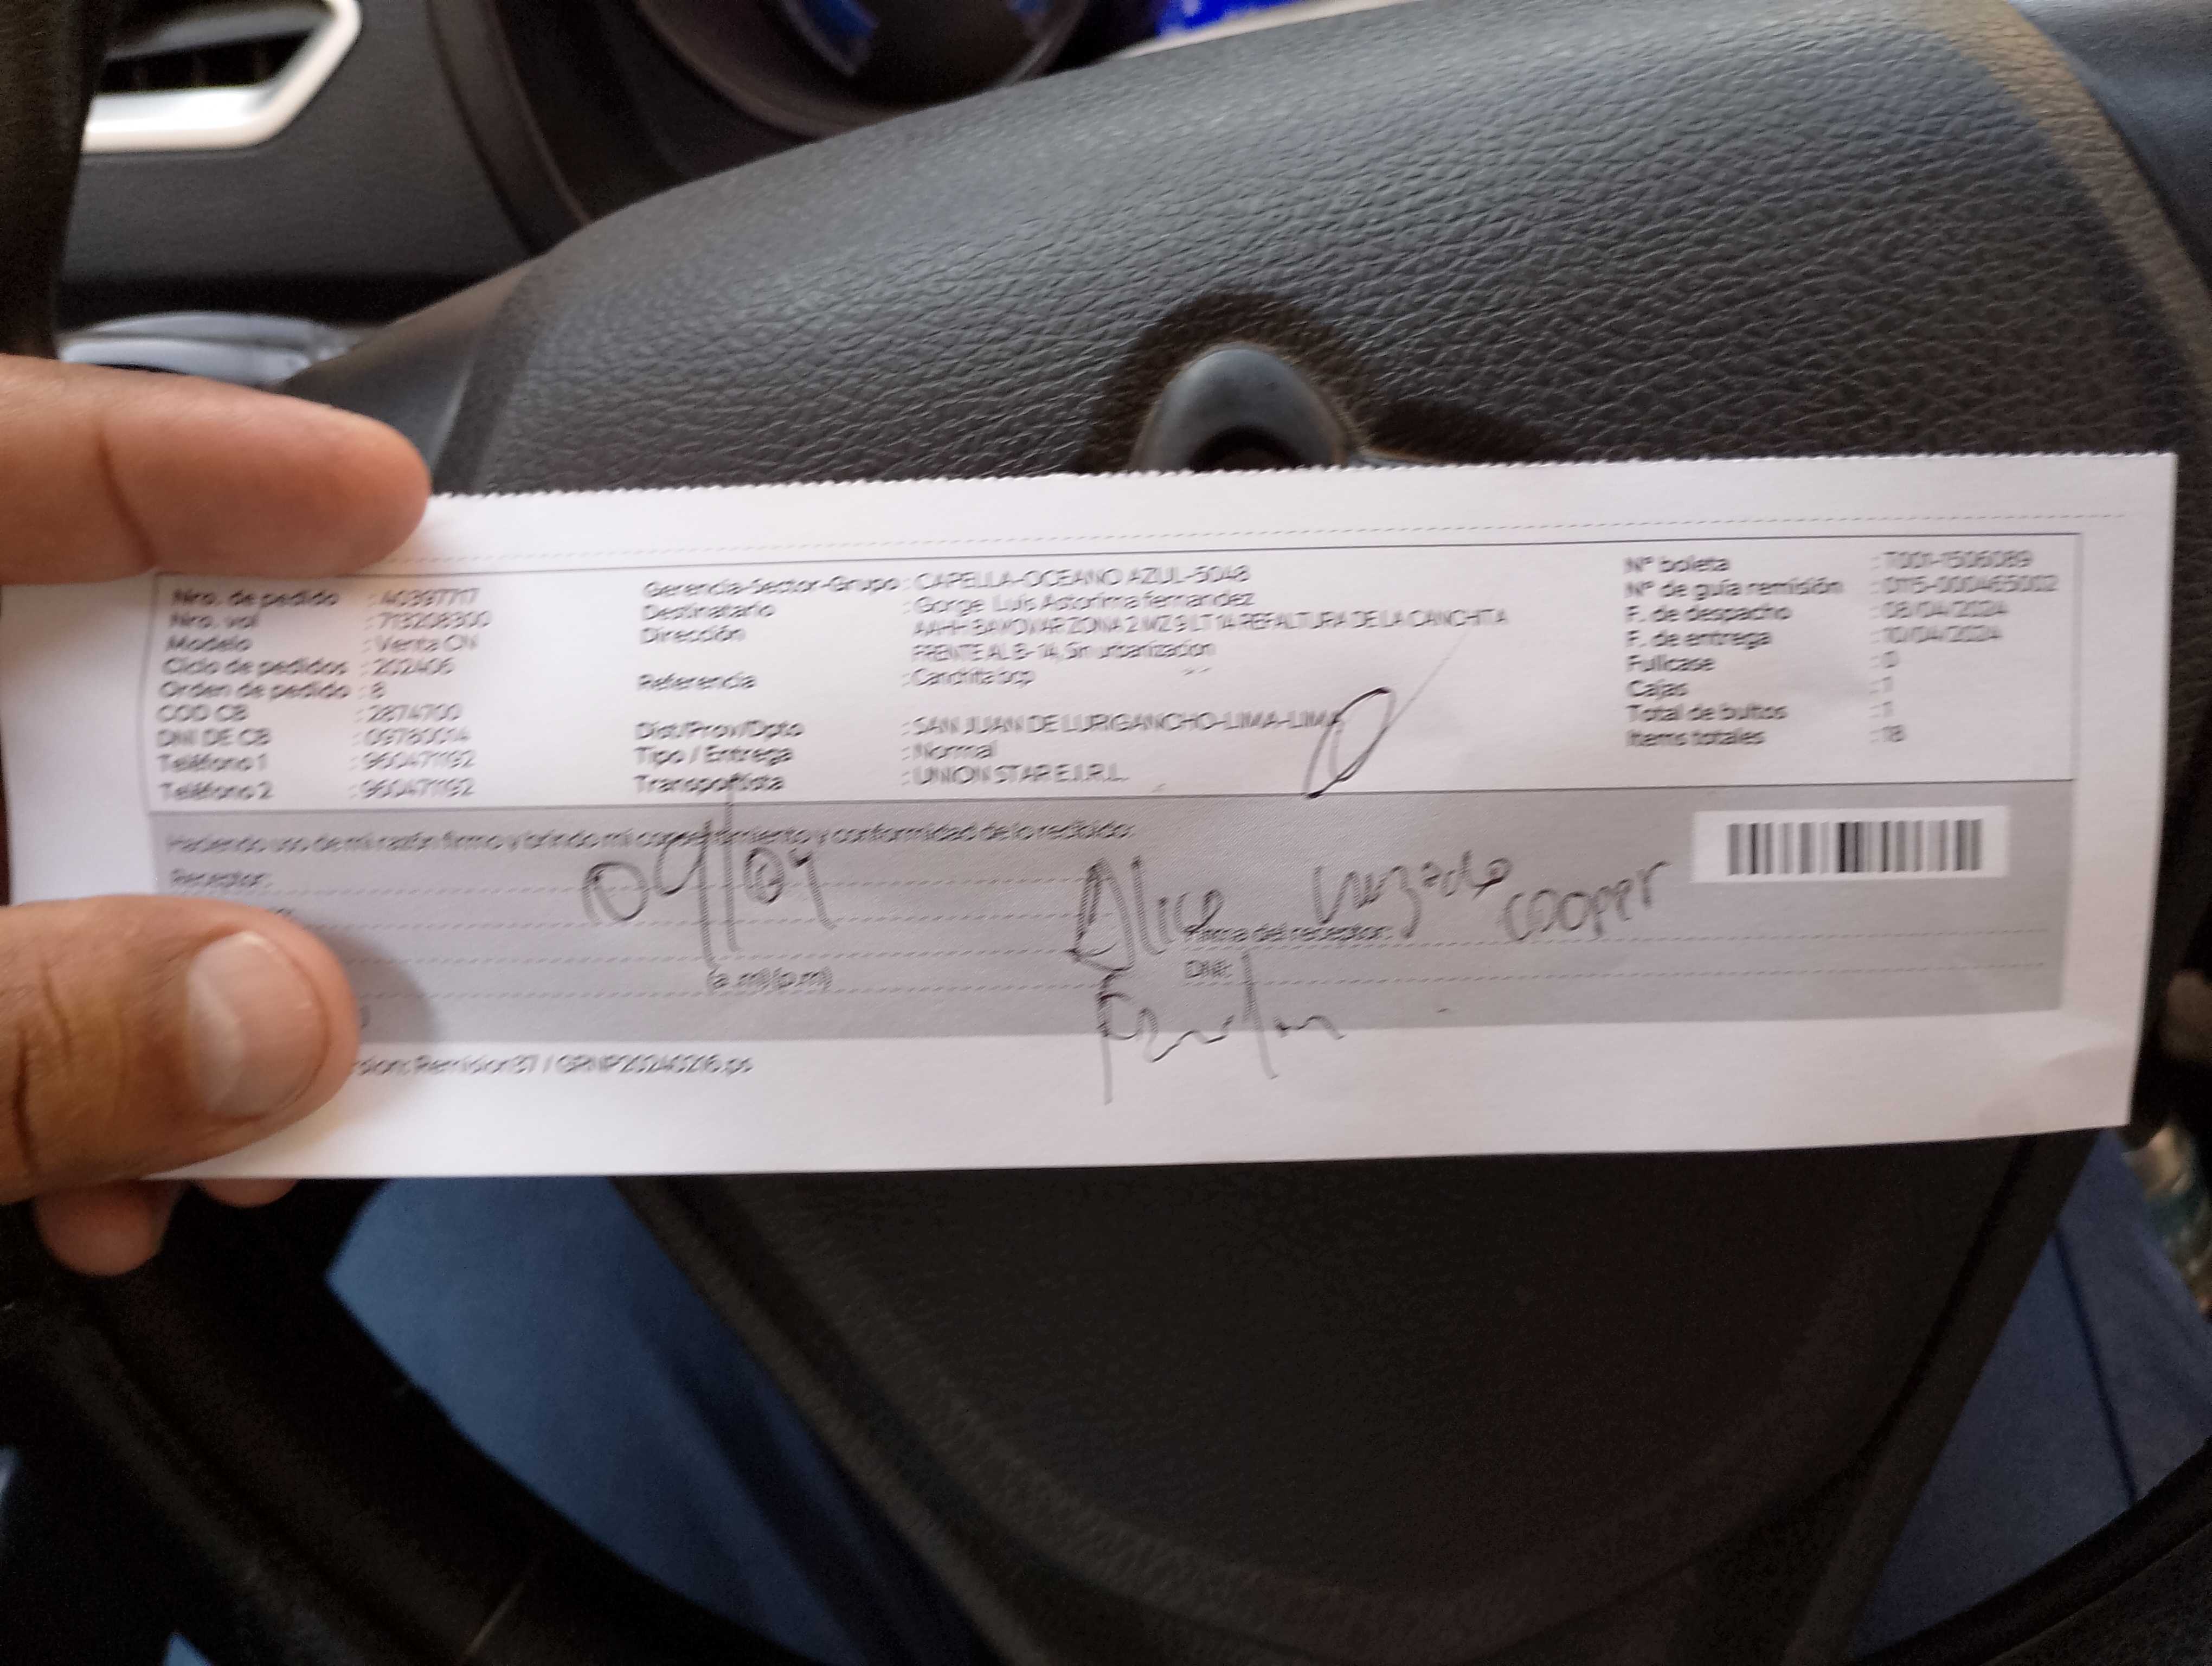 Nro. de pedido : 40397717
Nro. vol : 713208300
Modelo : Venta CN
Ciclo de pedidos : 202406
Orden de pedido : 8
COD CB : 2874700
DNI DE CB : 09780014
Teléfono 1 : 960471192
Teléfono 2 : 960471192
Gerencia-Sector-Grupo : CAPELLA-OCEANO AZUL-5048
Destinatario : Gorge Luis Astorima fernandez
Dirección AAHH BAYOVAR ZONA 2 MZ 9 LT 14 REFALTURA DE LA CANCHITA
FRENTE AL B-14, Sin urbanizacion
Referencia : Canchita bcp
Dist/Prov/Dpto : SAN JUAN DE LURIGANCHO-LIMA-LIMA
Tipo / Entrega : Normal
Transportista : UNION STAR E.I.R.L.
Nº boleta : T001-1506089
Nº de guía remisión : 0115-000465002
F. de despacho : 08/04/2024
F. de entrega : 10/04/2024
Fullcase : 0
Cajas : 1
Total de bultos : 1
Items totales : 18
Haciendo uso de mi razón firmo y brindo mi consentimiento y conformidad de lo recibido:
Receptor:
09/04
Alice
Cooper
Firma del receptor:
(a.m/p.m)
DNI:
Remision37 / GRNP20240216.ps